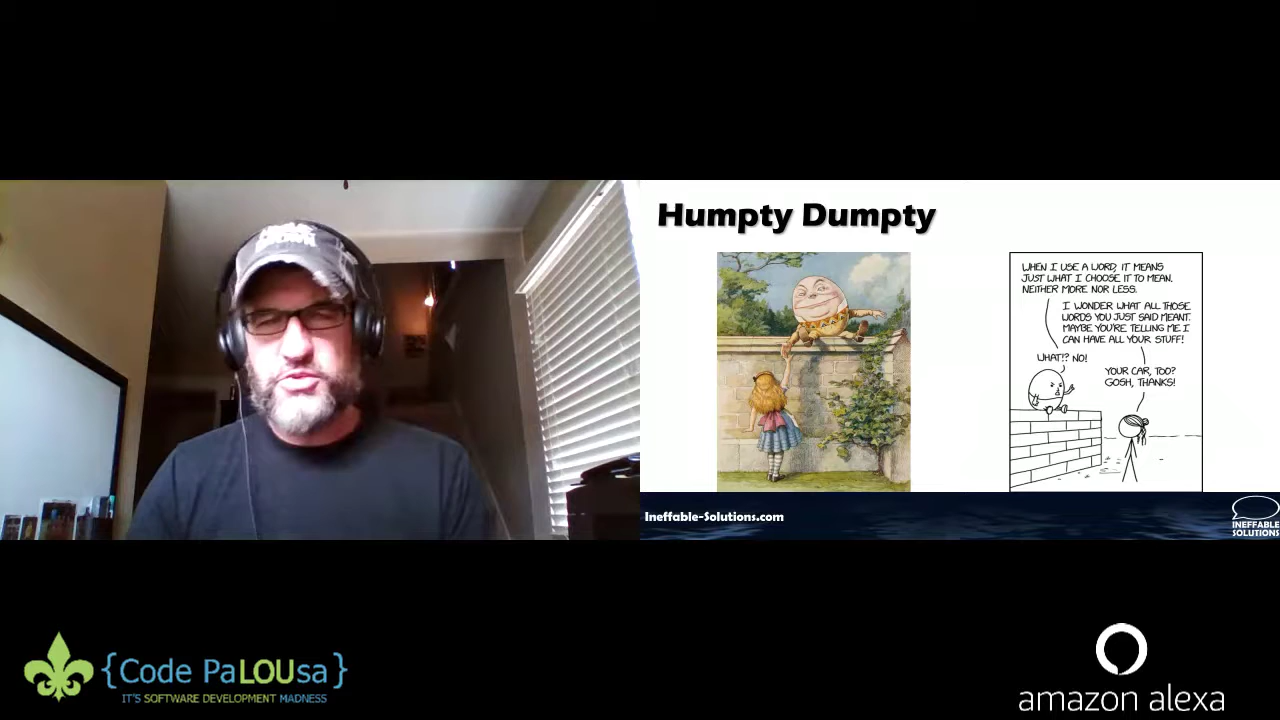 Humpty Dumpty
WHEN I USE A WORD, IT MEANS
JUST WHAT I CHOOSE IT TO MEAN.
NEITHER MORE NOR LESS.
I WONDER WHAT ALL THOSE
WORDS YOU JUST SAID MEANT.
MAYBE YOU'RE TELLING ME I
CAN HAVE ALL YOUR STUFF!
WHAT!? NO!
YOUR CAR, TOO?
GOSH, THANKS!
Ineffable-Solutions.com
INEFFABLE
SOLUTIONS
{Code PaLOUsa}
IT'S SOFTWARE DEVELOPMENT MADNESS
amazon alexa